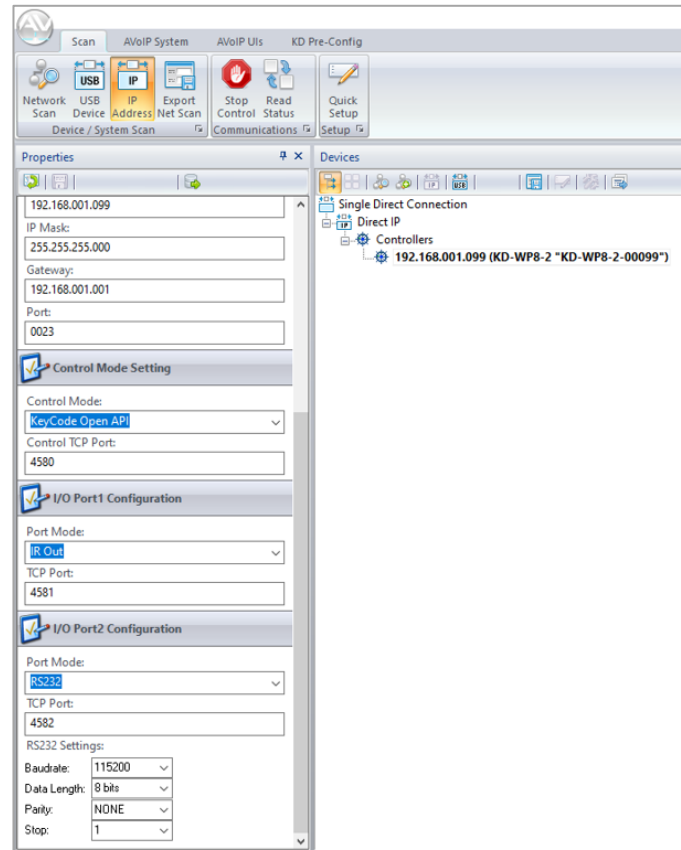 AV
Scan AVoIP System AVoIP UIs KD Pre-Config
Network Scan
USB Device
IP Address
Export Net Scan
Stop Control
Read Status
Quick Setup
Device / System Scan
Communications
Setup
USB
IP
Properties
192.168.001.099
IP Mask:
255.255.255.000
Gateway:
192.168.001.001
Port:
0023
Control Mode Setting
Control Mode:
KeyCode Open API
Control TCP Port:
4580
I/O Port1 Configuration
Port Mode:
IR Out
TCP Port:
4581
I/O Port2 Configuration
Port Mode:
RS232
TCP Port:
4582
RS232 Settings:
Baudrate: 115200
Data Length: 8 bits
Parity: NONE
Stop: 1
Devices
IP
USB
Single Direct Connection
IP
Direct IP
Controllers
192.168.001.099 (KD-WP8-2 "KD-WP8-2-00099")